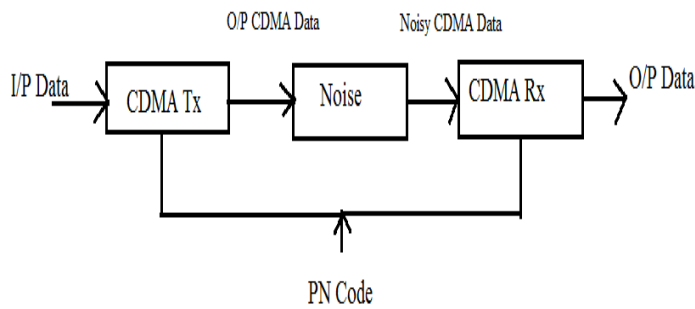 O/P CDMA Data
Noisy CDMA Data
I/P Data
CDMA Tx
Noise
CDMA Rx
O/P Data
PN Code